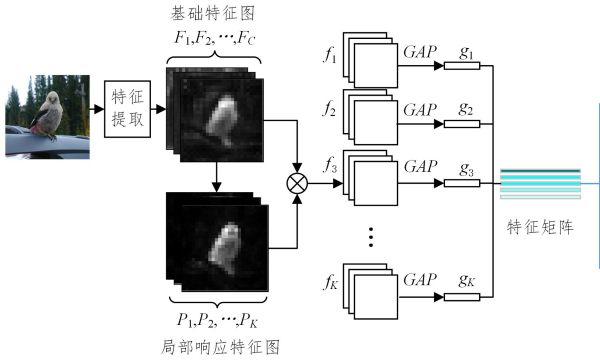 基础特征图
F1,F2,⋯,FC
特征
提取
P1,P2,⋯,PK
局部响应特征图
f1 GAP g1
f2 GAP g2
f3 GAP g3
⋮
fK GAP gK
特征矩阵